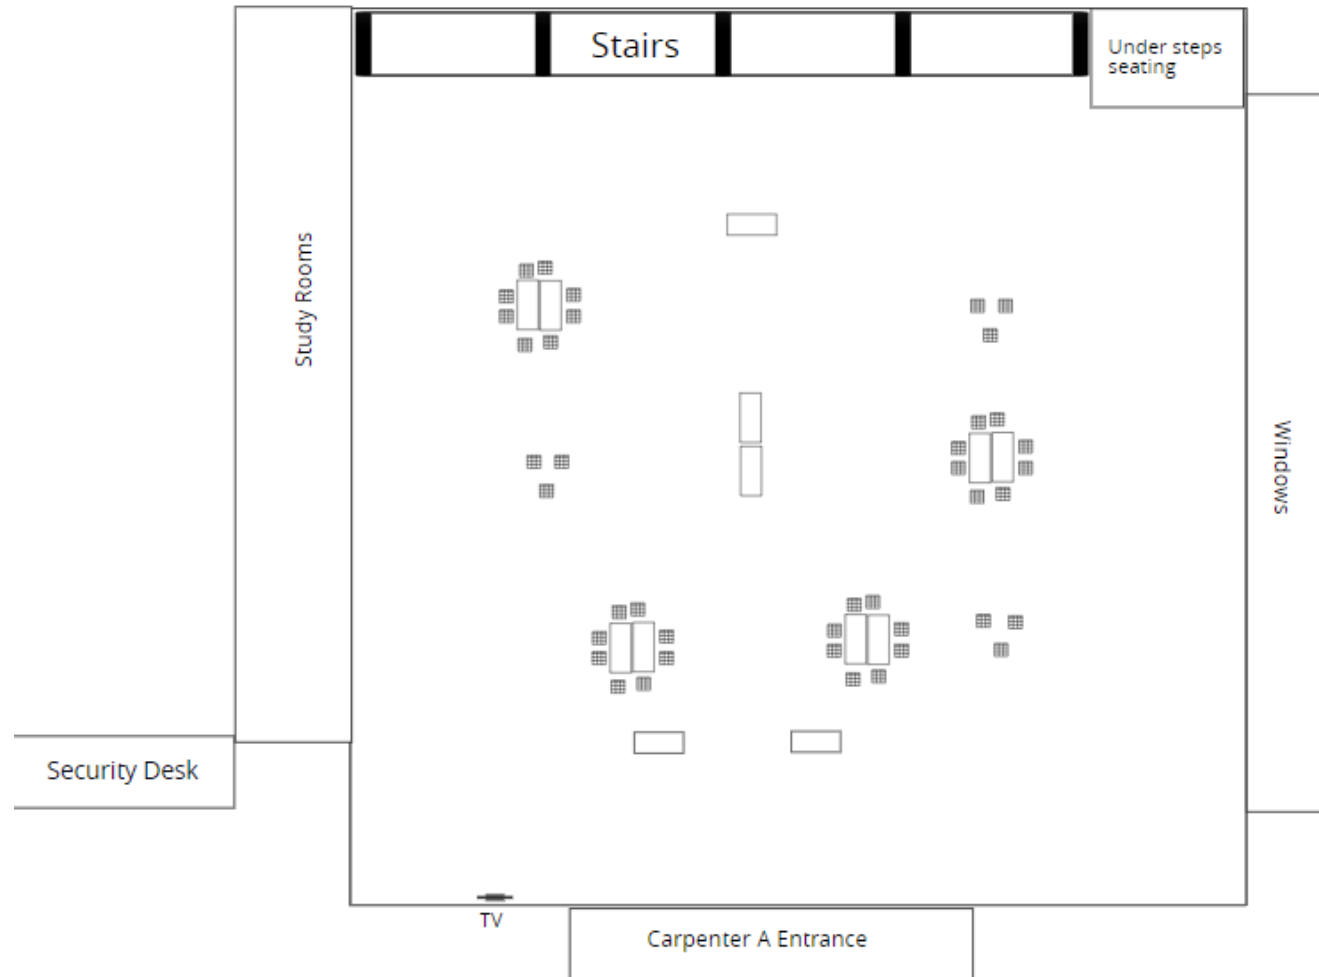 Stairs
Under steps
seating
Study Rooms
Windows
Security Desk
TV
Carpenter A Entrance